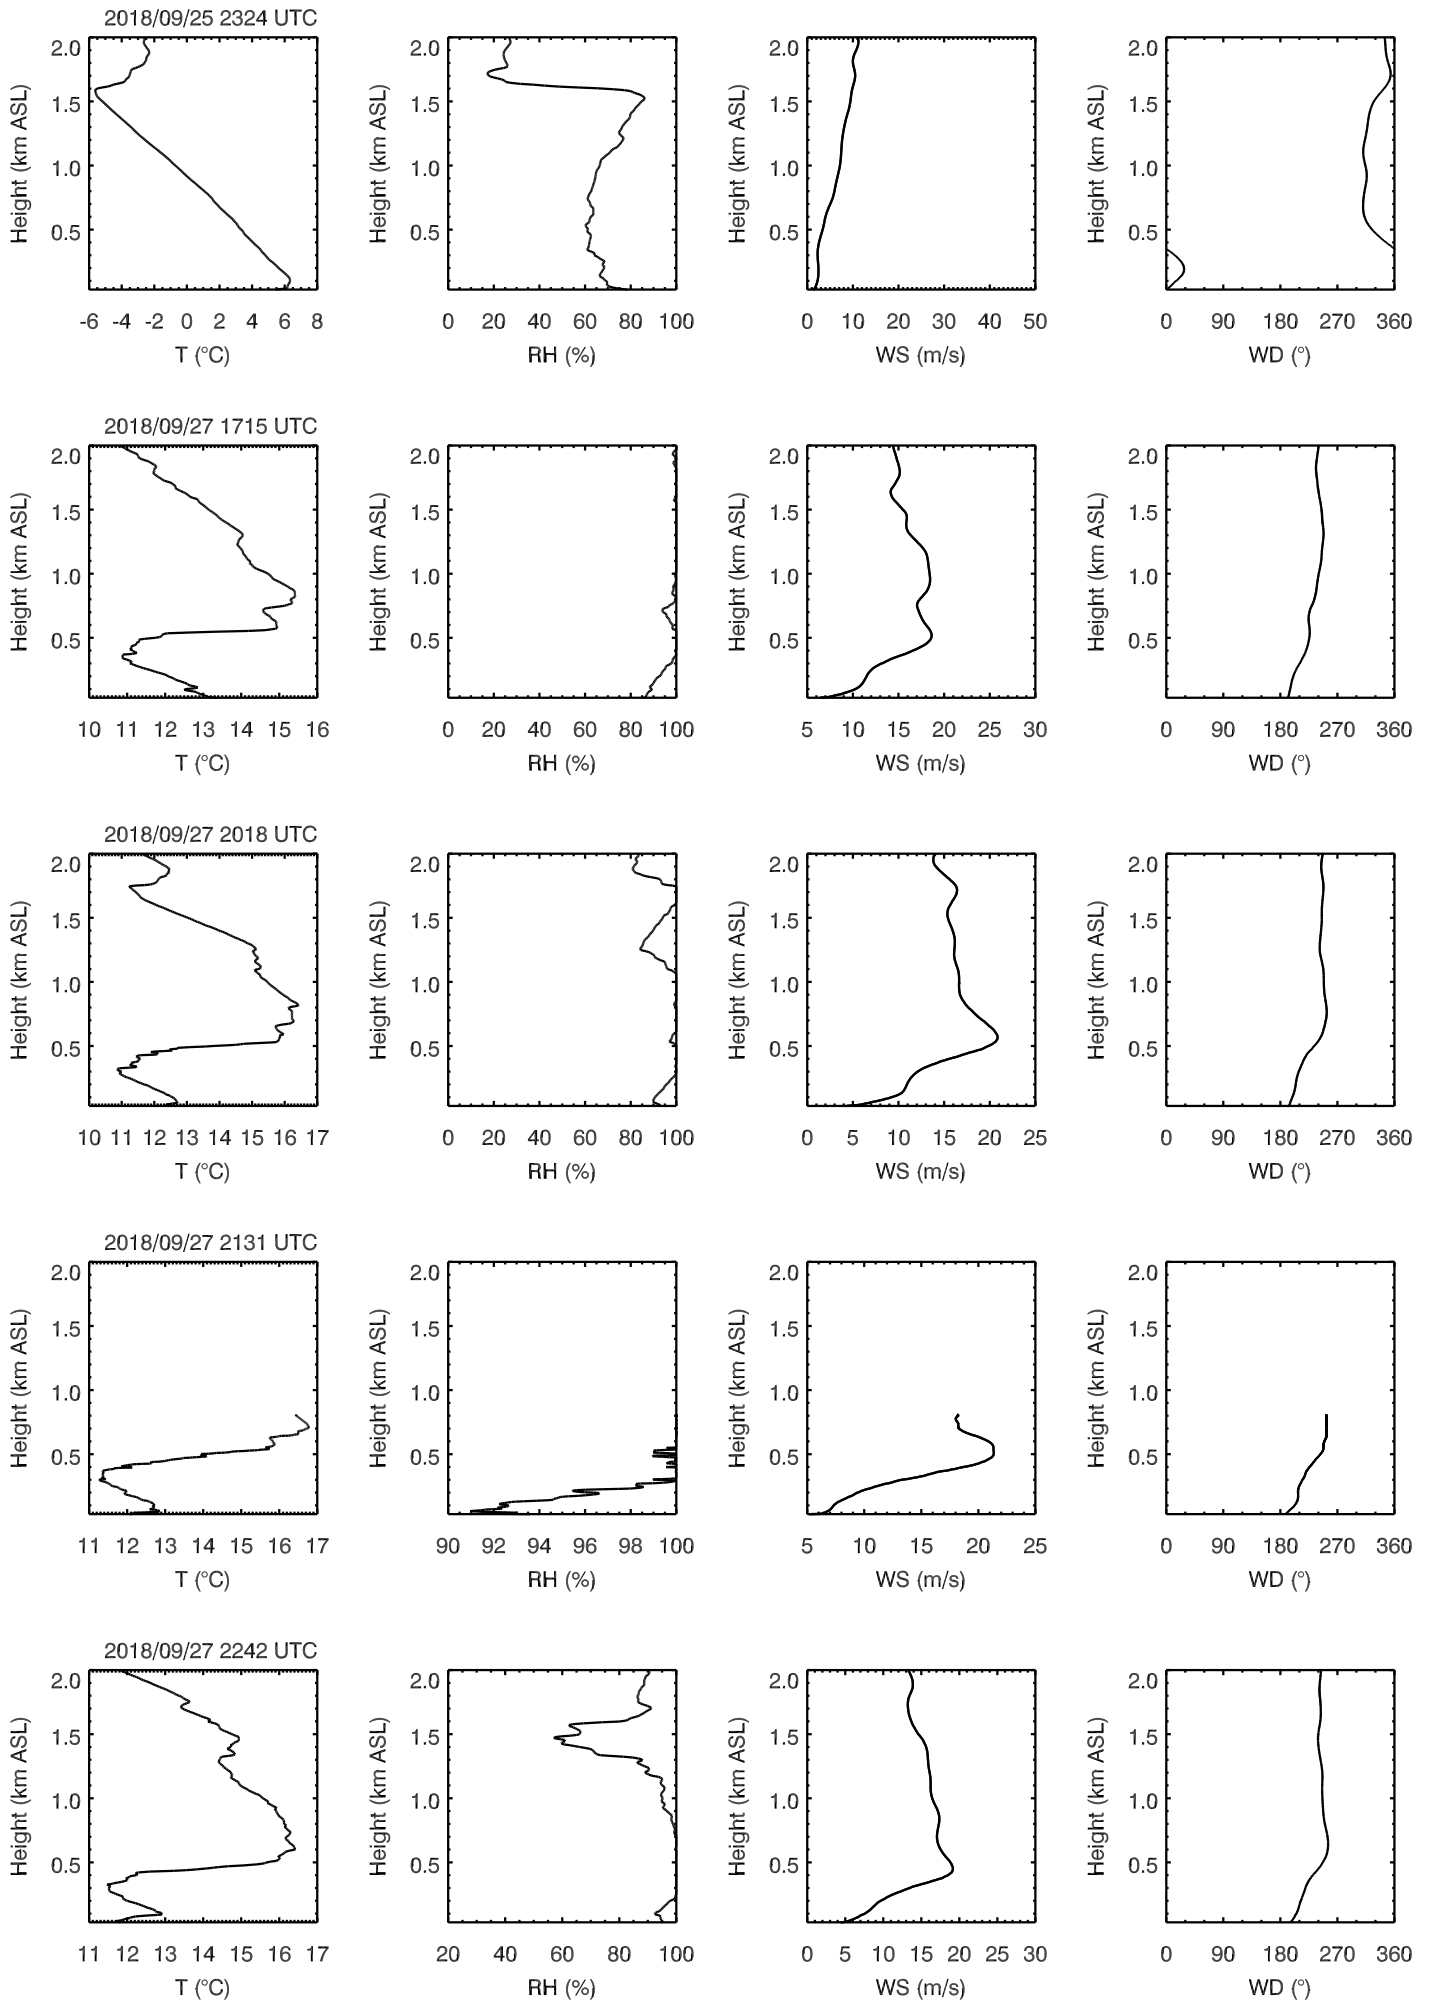 2018/09/25 2324 UTC
2.0 2.0 2.0 2.0
1.5 1.5 1.5 1.5
1.0 1.0 1.0 1.0
0.5 0.5 0.5 0.5
Height (km ASL) Height (km ASL) Height (km ASL) Height (km ASL)
-6 -4 -2 0 2 4 6 8 0 20 40 60 80 100 0 10 20 30 40 50 0 90 180 270 360
T (°C) RH (%) WS (m/s) WD (°)
2018/09/27 1715 UTC
2.0 2.0 2.0 2.0
1.5 1.5 1.5 1.5
1.0 1.0 1.0 1.0
0.5 0.5 0.5 0.5
Height (km ASL) Height (km ASL) Height (km ASL) Height (km ASL)
10 11 12 13 14 15 16 0 20 40 60 80 100 5 10 15 20 25 30 0 90 180 270 360
T (°C) RH (%) WS (m/s) WD (°)
2018/09/27 2018 UTC
2.0 2.0 2.0 2.0
1.5 1.5 1.5 1.5
1.0 1.0 1.0 1.0
0.5 0.5 0.5 0.5
Height (km ASL) Height (km ASL) Height (km ASL) Height (km ASL)
10 11 12 13 14 15 16 17 0 20 40 60 80 100 0 5 10 15 20 25 0 90 180 270 360
T (°C) RH (%) WS (m/s) WD (°)
2018/09/27 2131 UTC
2.0 2.0 2.0 2.0
1.5 1.5 1.5 1.5
1.0 1.0 1.0 1.0
0.5 0.5 0.5 0.5
Height (km ASL) Height (km ASL) Height (km ASL) Height (km ASL)
11 12 13 14 15 16 17 90 92 94 96 98 100 5 10 15 20 25 0 90 180 270 360
T (°C) RH (%) WS (m/s) WD (°)
2018/09/27 2242 UTC
2.0 2.0 2.0 2.0
1.5 1.5 1.5 1.5
1.0 1.0 1.0 1.0
0.5 0.5 0.5 0.5
Height (km ASL) Height (km ASL) Height (km ASL) Height (km ASL)
11 12 13 14 15 16 17 20 40 60 80 100 0 5 10 15 20 25 30 0 90 180 270 360
T (°C) RH (%) WS (m/s) WD (°)